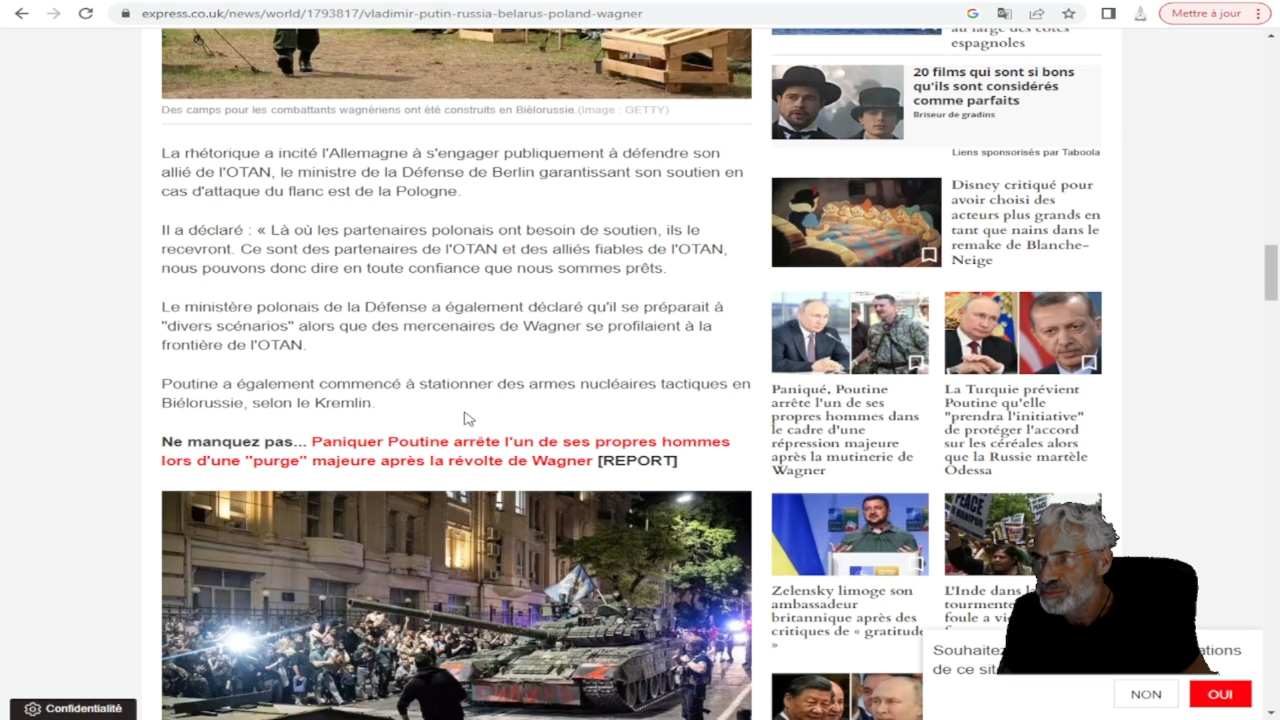 express.co.uk/news/world/1793817/vladimir-putin-russia-belarus-poland-wagner
Mettre à jour
Des camps pour les combattants wagnériens ont été construits en Biélorussie.(Image : GETTY)
La rhétorique a incité l'Allemagne à s'engager publiquement à défendre son
allié de l'OTAN, le ministre de la Défense de Berlin garantissant son soutien en
cas d'attaque du flanc est de la Pologne.
Il a déclaré : « Là où les partenaires polonais ont besoin de soutien, ils le
recevront. Ce sont des partenaires de l'OTAN et des alliés fiables de l'OTAN,
nous pouvons donc dire en toute confiance que nous sommes prêts.
Le ministère polonais de la Défense a également déclaré qu'il se préparait à
"divers scénarios" alors que des mercenaires de Wagner se profilaient à la
frontière de l'OTAN.
Poutine a également commencé à stationner des armes nucléaires tactiques en
Biélorussie, selon le Kremlin.
Ne manquez pas... Paniquer Poutine arrête l'un de ses propres hommes
lors d'une "purge" majeure après la révolte de Wagner [REPORT]
au large des côtes
espagnoles
20 films qui sont si bons
qu'ils sont considérés
comme parfaits
Briseur de gradins
Liens sponsorisés par Taboola
Disney critiqué pour
avoir choisi des
acteurs plus grands en
tant que nains dans le
remake de Blanche-
Neige
Paniqué, Poutine
arrête l'un de ses
propres hommes dans
le cadre d'une
répression majeure
après la mutinerie de
Wagner
La Turquie prévient
Poutine qu'elle
"prendra l'initiative"
de protéger l'accord
sur les céréales alors
que la Russie martèle
Odessa
Zelensky limoge son
ambassadeur
britannique après des
critiques de « gratitude
»
L'Inde dans
tourmente
foule a
PEACE
Souhaitez
de ce
NON
OUI
Confidentialité